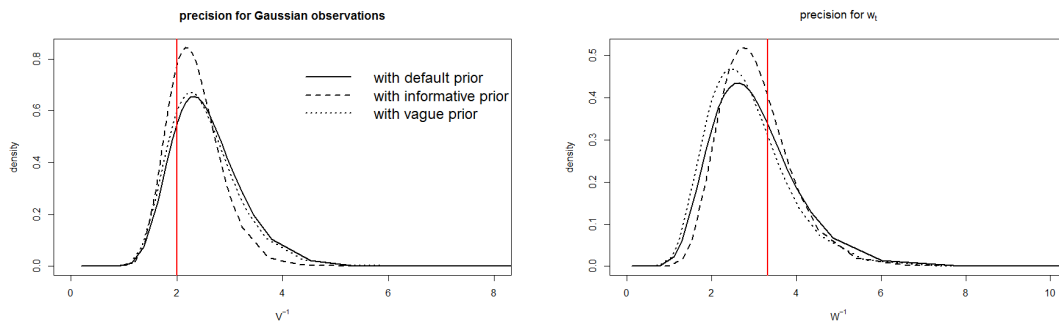 precision for Gaussian observations
density
0.0
0.2
0.4
0.6
0.8
with default prior
with informative prior
with vague prior
0 2 4 6 8
V⁻¹
precision for wₜ
density
0.0
0.1
0.2
0.3
0.4
0.5
0 2 4 6 8 10
W⁻¹